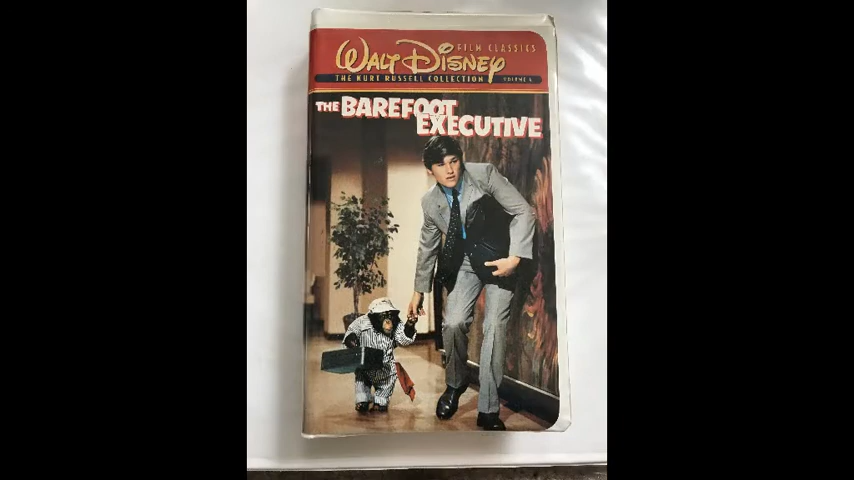 FILM CLASSICS
WALT DISNEY
THE KURT RUSSELL COLLECTION
THE BAREFOOT
EXECUTIVE